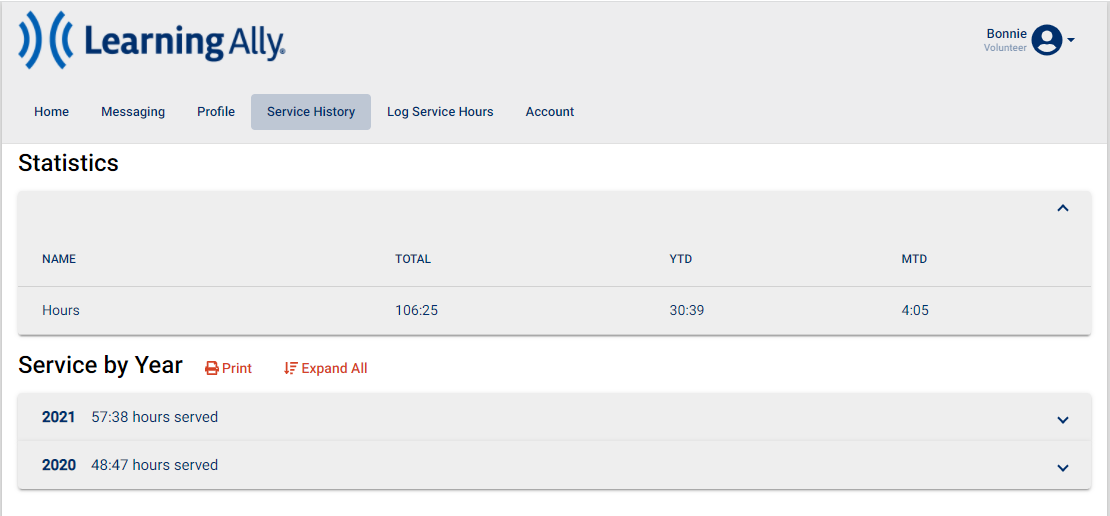 Learning Ally®
Bonnie
Volunteer
Home Messaging Profile Service History Log Service Hours Account
Statistics
NAME TOTAL YTD MTD
Hours 106:25 30:39 4:05
Service by Year Print Expand All
2021 57:38 hours served
2020 48:47 hours served